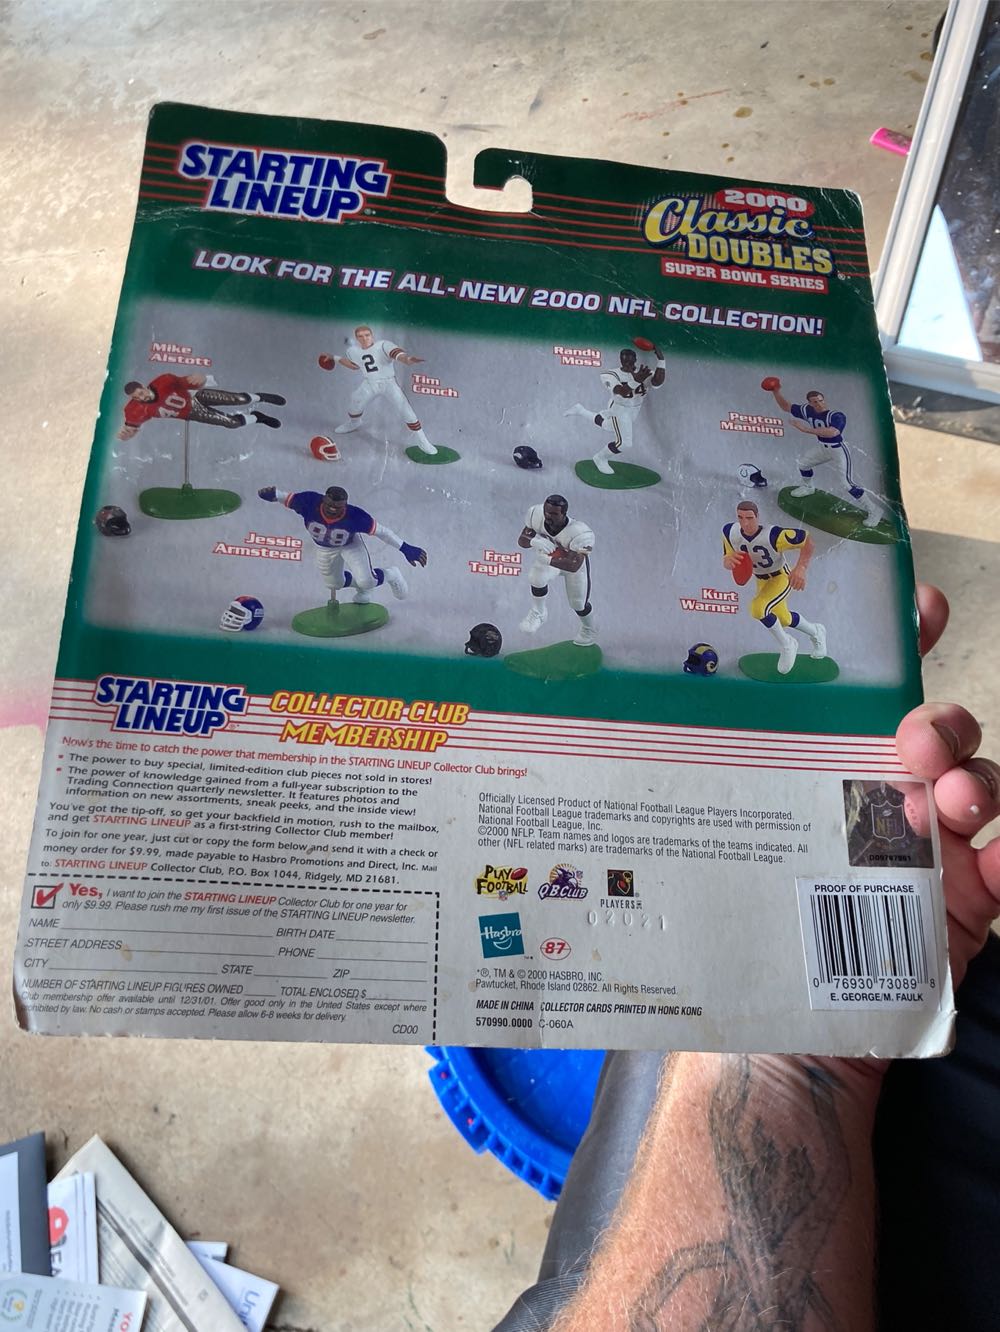 STARTING
LINEUP
2000
Classic
DOUBLES
SUPER BOWL SERIES
LOOK FOR THE ALL-NEW 2000 NFL COLLECTION!
Mike
Alstott
40
2
Tim
Couch
Randy
Moss
Peyton
Manning
Jessie
Armstead
98
Fred
Taylor
Kurt
Warner
13
STARTING
LINEUP
COLLECTOR CLUB
MEMBERSHIP
Now's the time to catch the power that membership in the STARTING LINEUP Collector Club brings!
• The power to buy special, limited-edition club pieces not sold in stores!
• The power of knowledge gained from a full-year subscription to the
Trading Connection quarterly newsletter. It features photos and
information on new assortments, sneak peeks, and the inside view!
You've got the tip-off, so get your backfield in motion, rush to the mailbox,
and get STARTING LINEUP as a first-string Collector Club member!
To join for one year, just cut or copy the form below and send it with a check or
money order for $9.99, made payable to Hasbro Promotions and Direct, Inc. Mail
to: STARTING LINEUP Collector Club, P.O. Box 1044, Ridgely, MD 21681.
Yes, I want to join the STARTING LINEUP Collector Club for one year for
only $9.99. Please rush me my first issue of the STARTING LINEUP newsletter.
NAME
BIRTH DATE
STREET ADDRESS
PHONE
CITY STATE ZIP
NUMBER OF STARTING LINEUP FIGURES OWNED TOTAL ENCLOSED $
Club membership offer available until 12/31/01. Offer good only in the United States except where
prohibited by law. No cash or stamps accepted. Please allow 6-8 weeks for delivery.
CD00
Officially Licensed Product of National Football League Players Incorporated.
National Football League trademarks and copyrights are used with permission of
National Football League, Inc.
©2000 NFLP. Team names and logos are trademarks of the teams indicated. All
other (NFL related marks) are trademarks of the National Football League.
NFL
PLAY
FOOTBALL
QB CLUB
PLAYERS INC
02021
Hasbro
87
*®, TM & © 2000 HASBRO, INC.
Pawtucket, Rhode Island 02862. All Rights Reserved.
MADE IN CHINA COLLECTOR CARDS PRINTED IN HONG KONG
570990.0000 C-060A
PROOF OF PURCHASE
0 76930 73089 8
E. GEORGE/M. FAULK